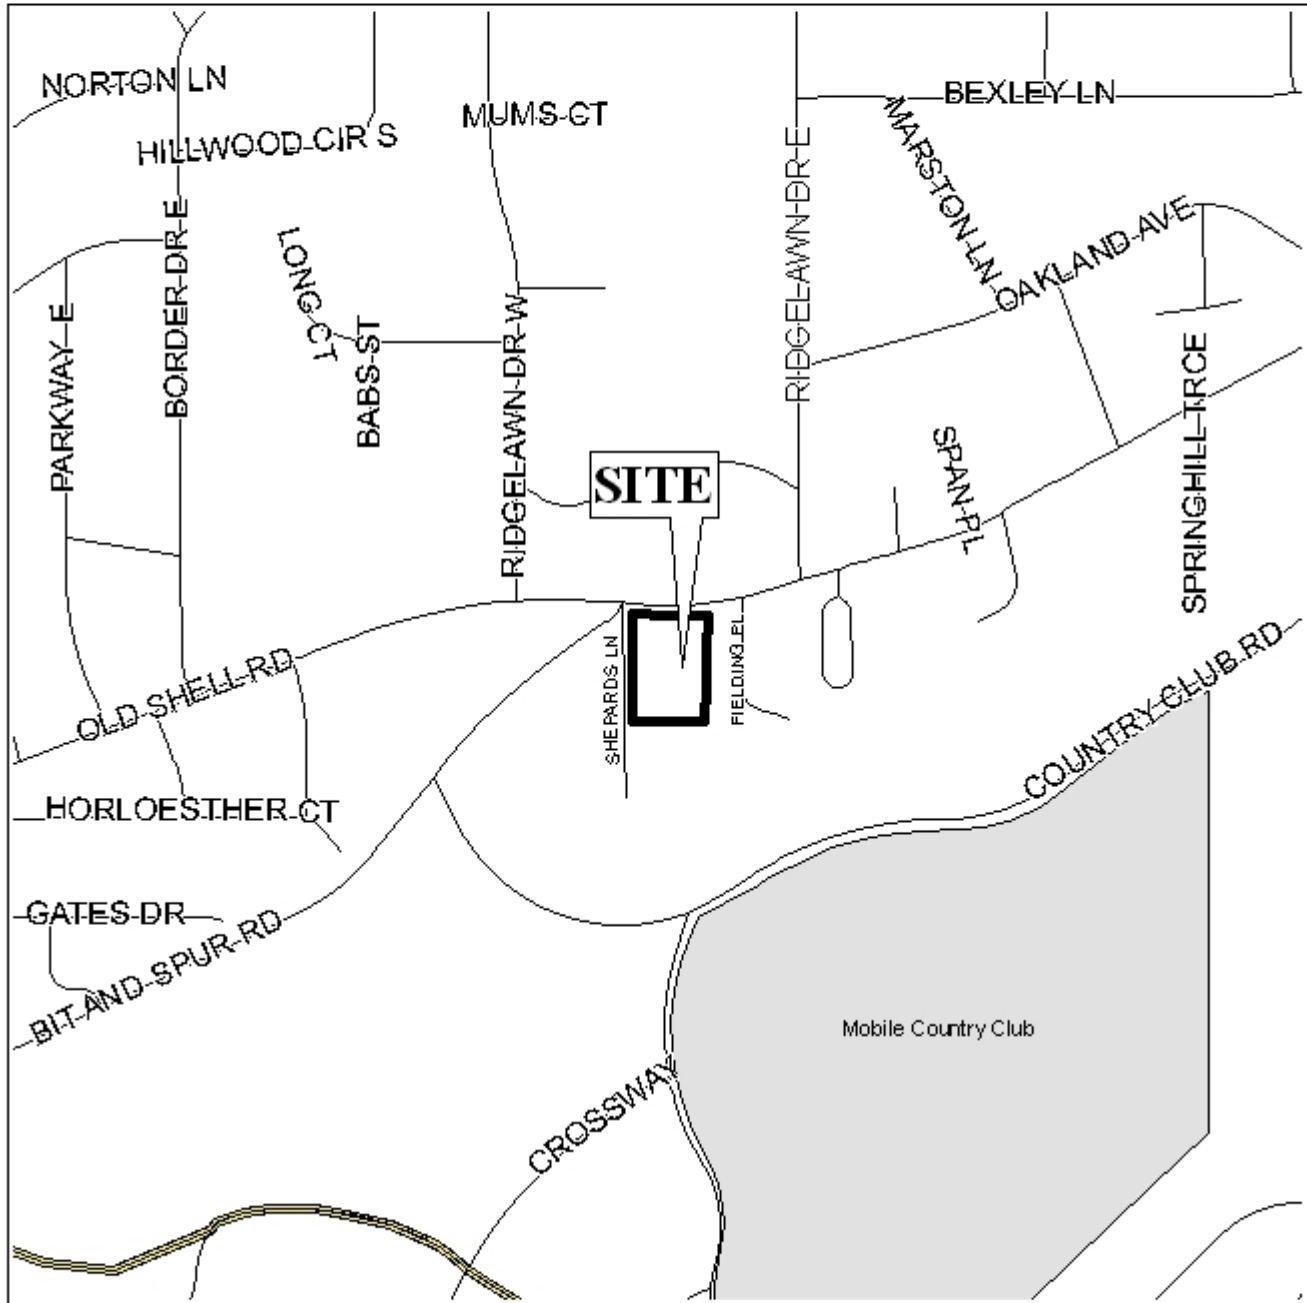 NORTON LN
BEXLEY LN
MUMS CT
HILLWOOD CIR S
MARSTON LN
RIDGELAWN DR E
OAKLAND AVE
BORDER DR E
LONG CT
PARKWAY E
BABS ST
RIDGELAWN DR W
SPRINGHILL TRCE
SITE
SPAN PL
SHEPARDS LN
FIELDING PL
OLD SHELL RD
COUNTRY CLUB RD
HORLOESTHER CT
GATES DR
BIT AND SPUR RD
Mobile Country Club
CROSSWAY